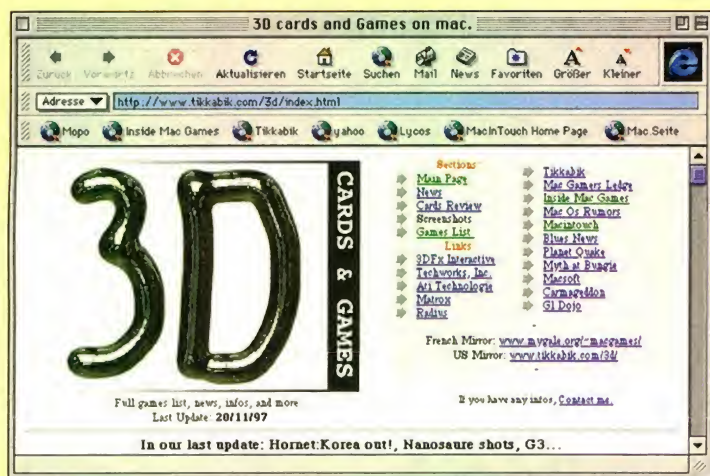 3D cards and Games on mac.
Zurück Vorwärts Abbrechen Aktualisieren Startseite Suchen Mail News Favoriten Größer Kleiner
Adresse http://www.tikkabik.com/3d/index.html
Mopo Inside Mac Games Tikkabik yahoo Lycos MacInTouch Home Page Mac.Seite
3D
CARDS & GAMES
Full games list, news, infos, and more
Last Update: 20/11/97
Sections
Main Page
News
Cards Review
Screenshots
Games List
Links
3DFx Interactive
Techworks, Inc.
Ati Technologie
Matrox
Radius
Tikkabik
Mac Gamers Ledge
Inside Mac Games
Mac Os Rumors
Macintouch
Blues News
Planet Quake
Myth at Bungie
Macsoft
Carmageddon
Gl Dojo
French Mirror: www.mygale.org/~macgames/
US Mirror: www.tikkabik.com/3d/
If you have any infos, Contact me.
In our last update: Hornet:Korea out!, Nanosaure shots, G3...